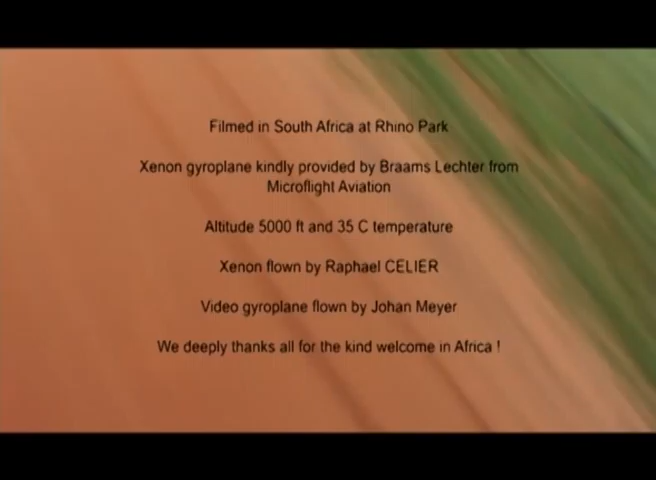 Filmed in South Africa at Rhino Park
Xenon gyroplane kindly provided by Braams Lechter from
Microflight Aviation
Altitude 5000 ft and 35 C temperature
Xenon flown by Raphael CELIER
Video gyroplane flown by Johan Meyer
We deeply thanks all for the kind welcome in Africa !